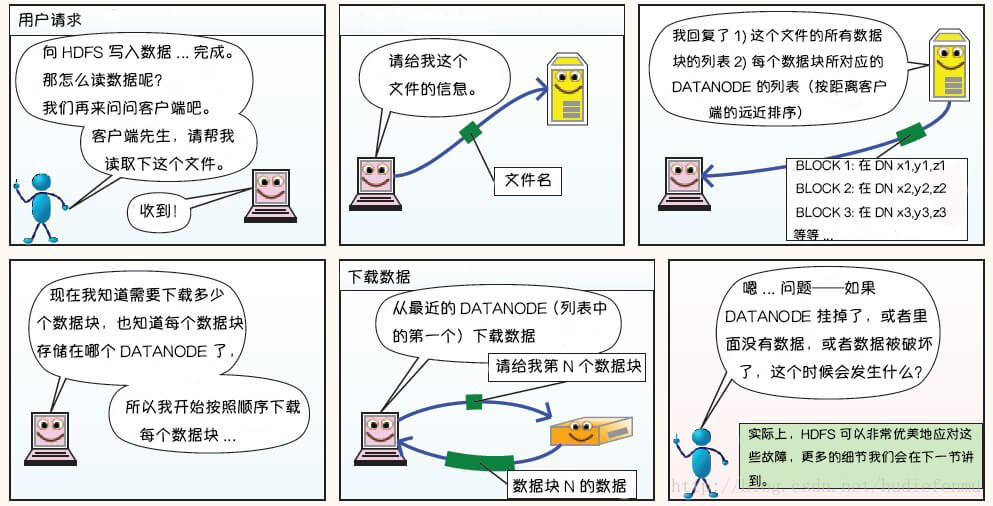 用户请求
向 HDFS 写入数据 ... 完成。
那怎么读数据呢?
我们再来问问客户端吧。
客户端先生，请帮我
读取下这个文件。
收到!
请给我这个
文件的信息。
文件名
我回复了 1) 这个文件的所有数据
块的列表 2) 每个数据块所对应的
DATANODE 的列表（按距离客户
端的远近排序）
BLOCK 1: 在 DN x1,y1,z1
BLOCK 2: 在 DN x2,y2,z2
BLOCK 3: 在 DN x3,y3,z3
等等 ...
现在我知道需要下载多少
个数据块，也知道每个数据块
存储在哪个 DATANODE 了，
所以我开始按照顺序下载
每个数据块 ...
下载数据
从最近的 DATANODE（列表中
的第一个）下载数据
请给我第 N 个数据块
数据块 N 的数据
嗯 ... 问题——如果
DATANODE 挂掉了，或者里
面没有数据，或者数据被破坏
了，这个时候会发生什么?
实际上，HDFS 可以非常优美地应对这
些故障，更多的细节我们会在下一节讲
到。